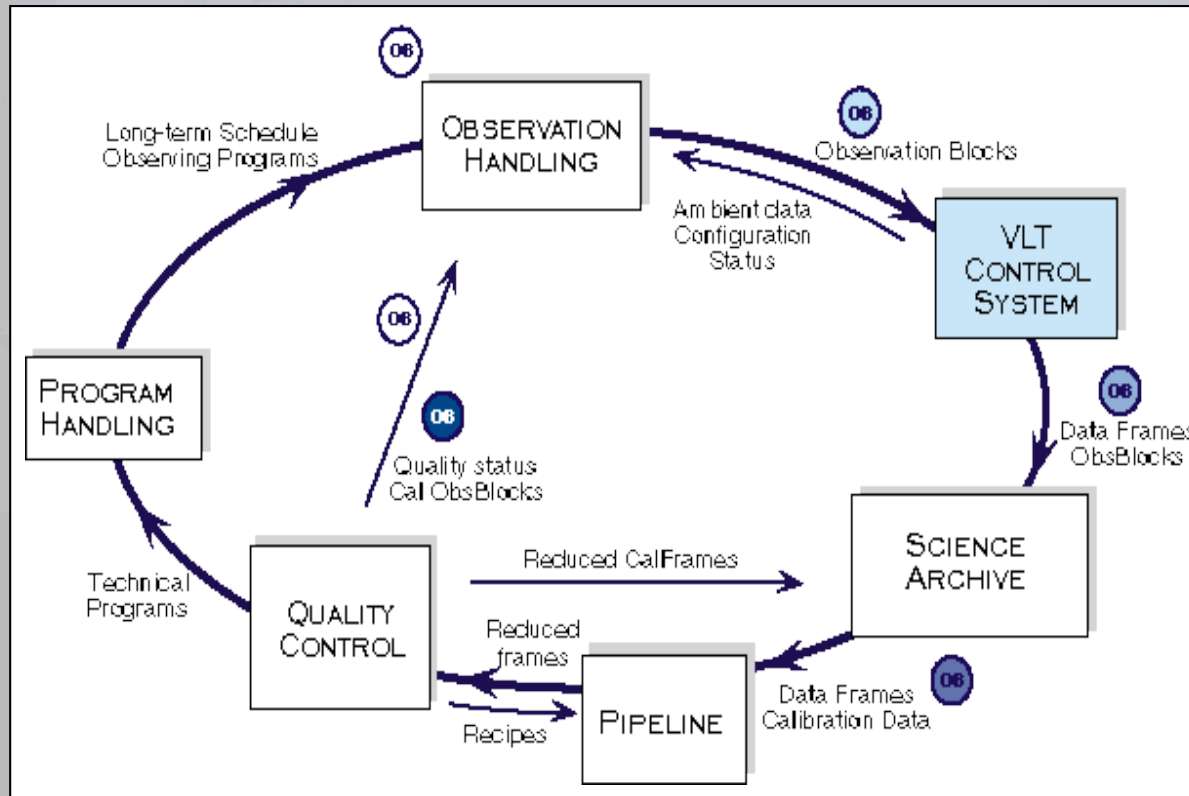 OB
OBSERVATION
HANDLING
Long-term Schedule
Observing Programs
OB
Observation Blocks
Ambient data
Configuration
Status
VLT
CONTROL
SYSTEM
OB
PROGRAM
HANDLING
OB
Quality status
Cal ObsBlocks
OB
Data Frames
ObsBlocks
Technical
Programs
QUALITY
CONTROL
Reduced CalFrames
SCIENCE
ARCHIVE
Reduced
frames
Recipes
PIPELINE
OB
Data Frames
Calibration Data